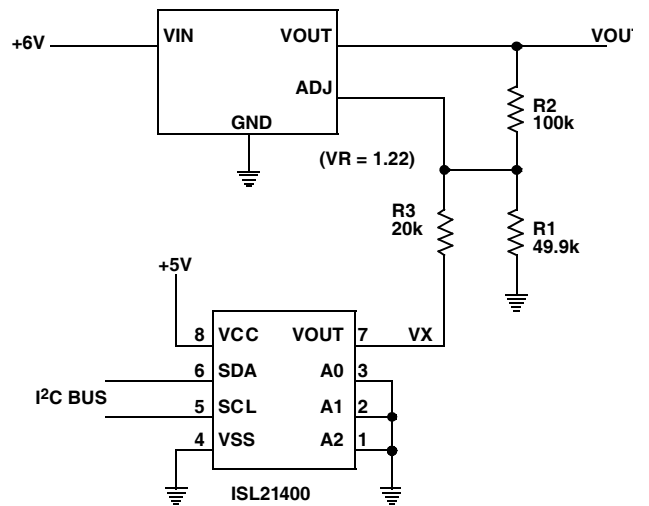 +6V
VIN
VOUT
VOUT
ADJ
GND
R2
100k
(VR = 1.22)
R3
20k
R1
49.9k
+5V
8 VCC VOUT 7 VX
6 SDA A0 3
I²C BUS
5 SCL A1 2
4 VSS A2 1
ISL21400